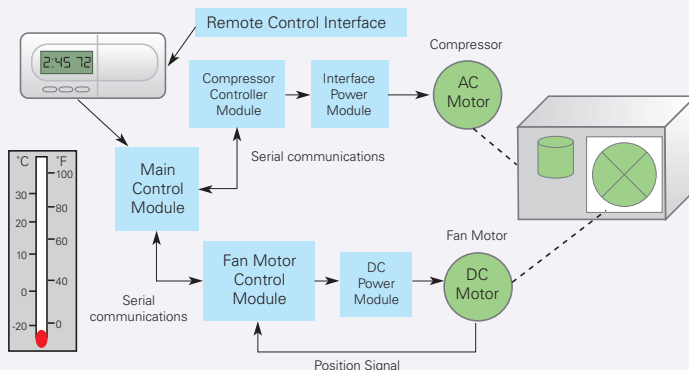 Remote Control Interface
2:45 72
Compressor
Compressor
Controller
Module
Interface
Power
Module
AC
Motor
Serial communications
Main
Control
Module
°C
°F
100
30
80
20
60
10
40
0
0
-20
Fan Motor
Fan Motor
Control
Module
DC
Power
Module
DC
Motor
Serial
communications
Position Signal